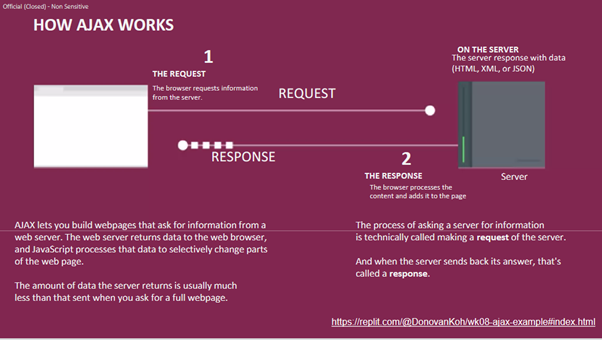 Official (Closed) - Non Sensitive
HOW AJAX WORKS
1
THE REQUEST
The browser requests information
from the server.
REQUEST
ON THE SERVER
The server response with data
(HTML, XML, or JSON)
RESPONSE
2
THE RESPONSE
The browser processes the
content and adds it to the page
Server
AJAX lets you build webpages that ask for information from a
web server. The web server returns data to the web browser,
and JavaScript processes that data to selectively change parts
of the web page.
The amount of data the server returns is usually much
less than that sent when you ask for a full webpage.
The process of asking a server for information
is technically called making a request of the server.
And when the server sends back its answer, that's
called a response.
https://replit.com/@DonovanKoh/wk08-ajax-example#index.html